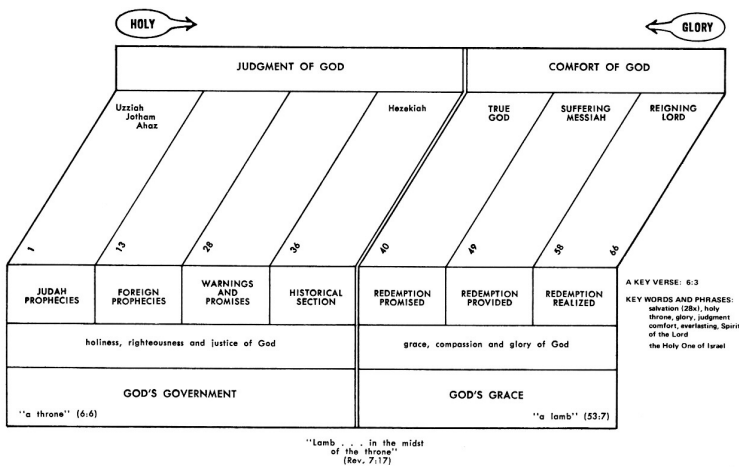 HOLY
GLORY
JUDGMENT OF GOD
COMFORT OF GOD
Uzziah
Jotham
Ahaz
Hezekiah
TRUE
GOD
SUFFERING
MESSIAH
REIGNING
LORD
1
13
28
36
40
49
58
66
JUDAH
PROPHECIES
FOREIGN
PROPHECIES
WARNINGS
AND
PROMISES
HISTORICAL
SECTION
REDEMPTION
PROMISED
REDEMPTION
PROVIDED
REDEMPTION
REALIZED
A KEY VERSE: 6:3
KEY WORDS AND PHRASES:
salvation (28x), holy
throne, glory, judgment
comfort, everlasting, Spirit
of the Lord
the Holy One of Israel
holiness, righteousness and justice of God
grace, compassion and glory of God
GOD'S GOVERNMENT
"a throne" (6:6)
GOD'S GRACE
"a lamb" (53:7)
"Lamb . . . in the midst
of the throne"
(Rev. 7:17)